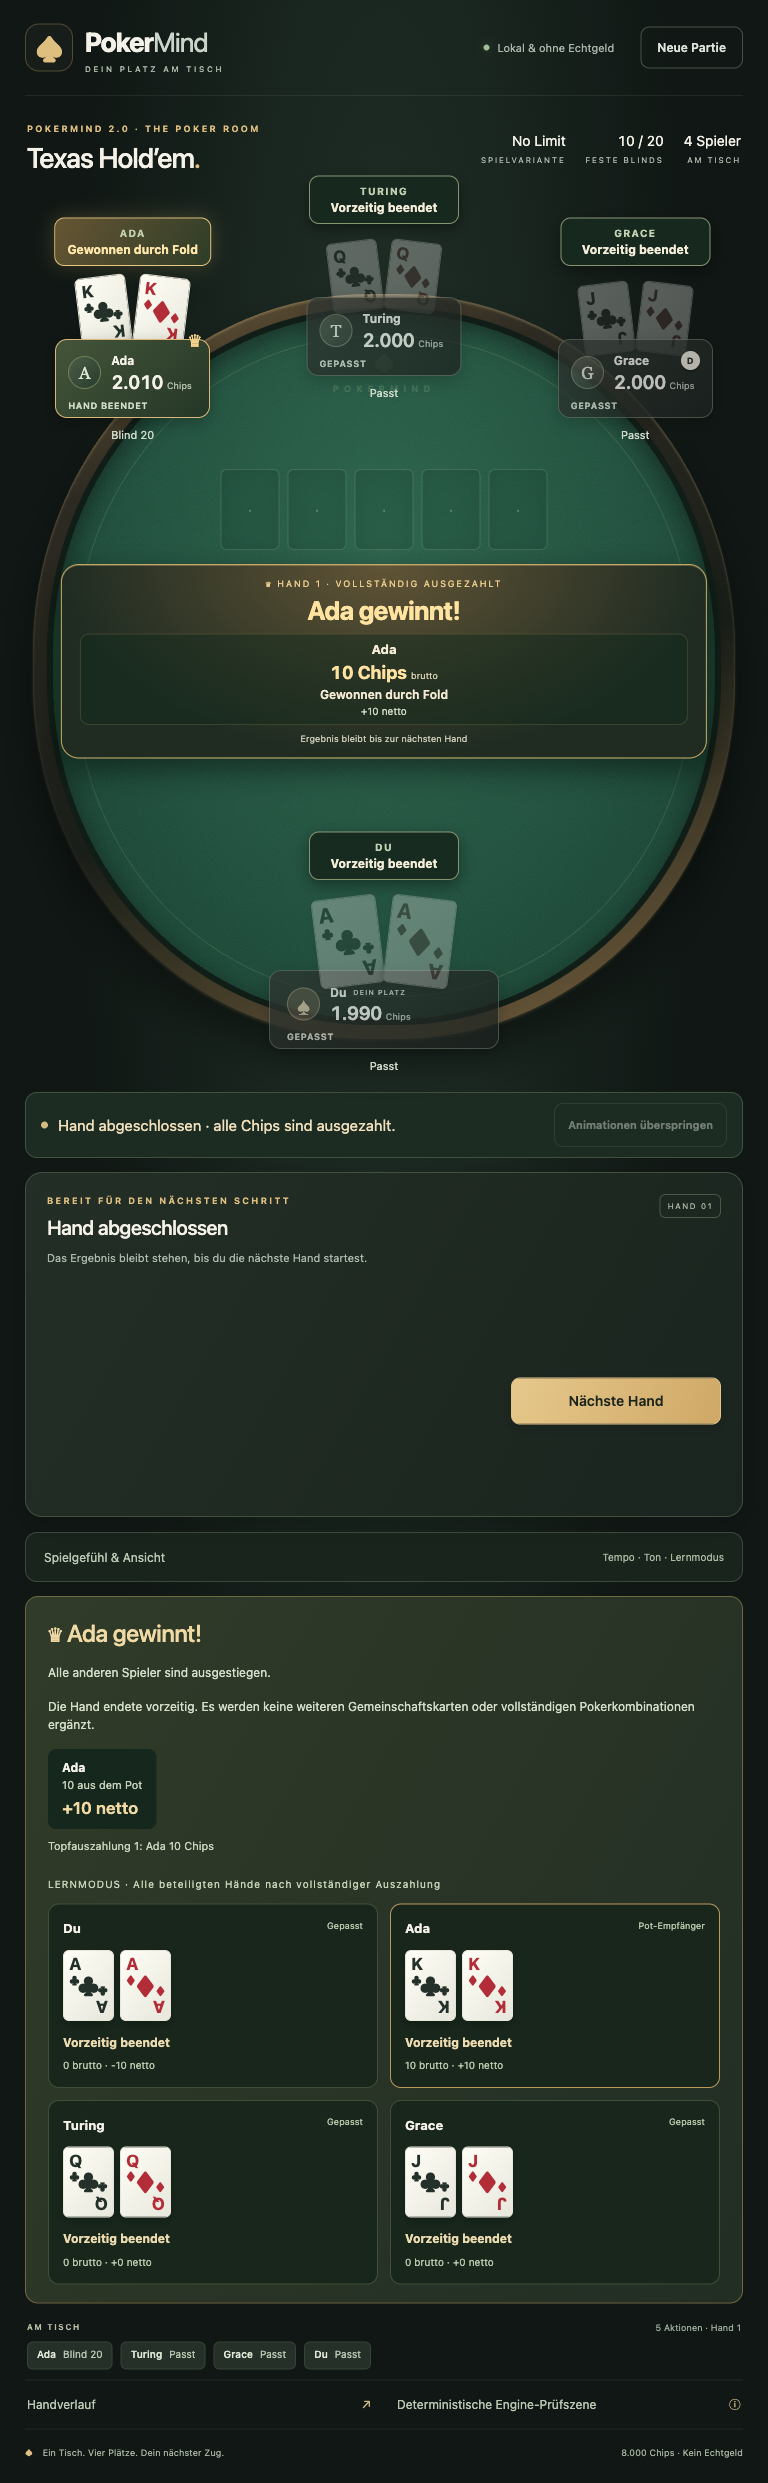 PokerMind
DEIN PLATZ AM TISCH
Lokal & ohne Echtgeld
Neue Partie
POKERMIND 2.0 · THE POKER ROOM
Texas Hold’em.
No Limit
SPIELVARIANTE
10 / 20
FESTE BLINDS
4 Spieler
AM TISCH
TURING
Vorzeitig beendet
ADA
Gewonnen durch Fold
GRACE
Vorzeitig beendet
Q Q
Q Q
K K
K K
J J
Turing
T
2.000 Chips
GEPASST
POKERMIND
Passt
Ada
A
2.010 Chips
HAND BEENDET
Blind 20
Grace
D
G
2.000 Chips
GEPASST
Passt
HAND 1 · VOLLSTÄNDIG AUSGEZAHLT
Ada gewinnt!
Ada
10 Chips brutto
Gewonnen durch Fold
+10 netto
Ergebnis bleibt bis zur nächsten Hand
DU
Vorzeitig beendet
A A
A A
Du DEIN PLATZ
1.990 Chips
GEPASST
Passt
Hand abgeschlossen · alle Chips sind ausgezahlt.
Animationen überspringen
BEREIT FÜR DEN NÄCHSTEN SCHRITT
HAND 01
Hand abgeschlossen
Das Ergebnis bleibt stehen, bis du die nächste Hand startest.
Nächste Hand
Spielgefühl & Ansicht
Tempo · Ton · Lernmodus
Ada gewinnt!
Alle anderen Spieler sind ausgestiegen.
Die Hand endete vorzeitig. Es werden keine weiteren Gemeinschaftskarten oder vollständigen Pokerkombinationen
ergänzt.
Ada
10 aus dem Pot
+10 netto
Topfauszahlung 1: Ada 10 Chips
LERNMODUS · Alle beteiligten Hände nach vollständiger Auszahlung
Du
Gepasst
A A
A A
Vorzeitig beendet
0 brutto · -10 netto
Ada
Pot-Empfänger
K K
K K
Vorzeitig beendet
10 brutto · +10 netto
Turing
Gepasst
Q Q
Q Q
Vorzeitig beendet
0 brutto · +0 netto
Grace
Gepasst
J J
J J
Vorzeitig beendet
0 brutto · +0 netto
AM TISCH
5 Aktionen · Hand 1
Ada Blind 20
Turing Passt
Grace Passt
Du Passt
Handverlauf ↗
Deterministische Engine-Prüfszene ⓘ
Ein Tisch. Vier Plätze. Dein nächster Zug.
8.000 Chips · Kein Echtgeld